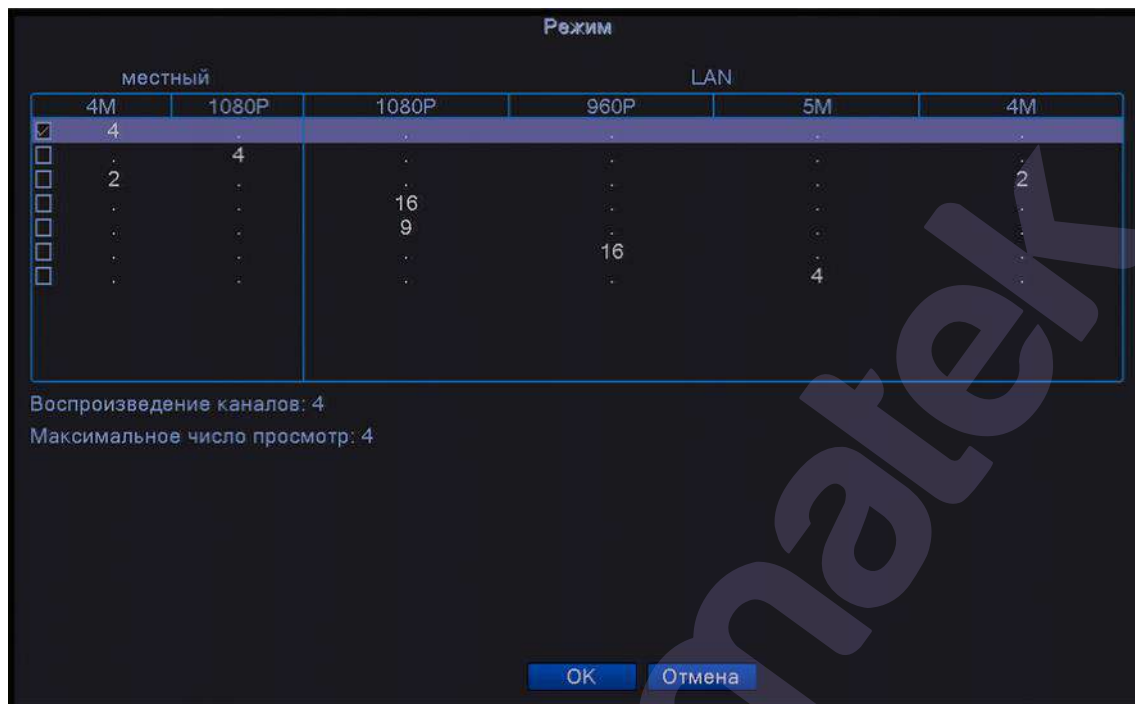 Режим
местный LAN
4M 1080P 1080P 960P 5M 4M
4 . . . . .
. 4 . . . .
2 . . . . 2
. . 16 . . .
. . 9 . . .
. . . 16 . .
. . . . 4 .
Воспроизведение каналов: 4
Максимальное число просмотр: 4
OK Отмена
matek